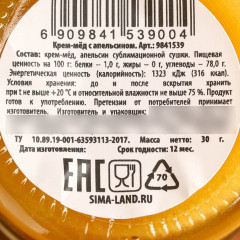 6 909841 539004
Крем-мёд с апельсином. Арт.: 9841539
Состав: крем-мёд, апельсин сублимационной сушки. Пищевая
ценность на 100 г: белки – 1,0 г, жиры – 0 г, углеводы – 78,0 г.
Энергетическая ценность (калорийность): 1323 кДж (316 ккал).
Условия хранения: до и после вскрытия хранить
при t не выше +20 °С и относительной влажности не выше 75 %. Продукт
готов к употреблению. Претензии от потребителей принимает
изготовитель и упаковщик:
ТУ 10.89.19-001-63593113-2017. Масса нетто: 30 г.
Дата изготовления: Срок годности: 12 мес.
EAC 70
SIMA-LAND.RU